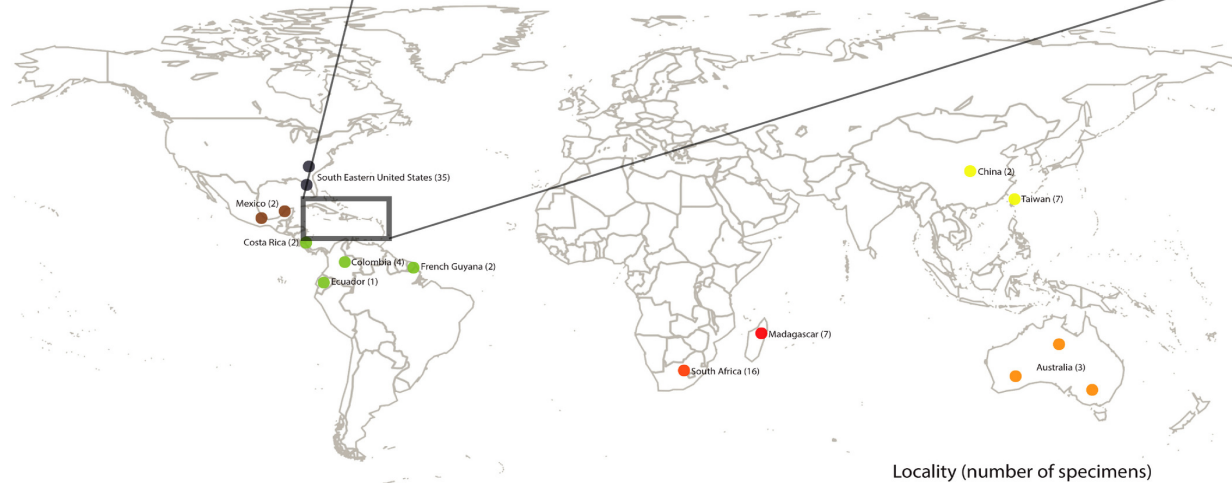 China (2)
South Eastern United States (35)
Taiwan (7)
Mexico (2)
Costa Rica (2)
Colombia (4)
French Guyana (2)
Ecuador (1)
Madagascar (7)
Australia (3)
South Africa (16)
Locality (number of specimens)